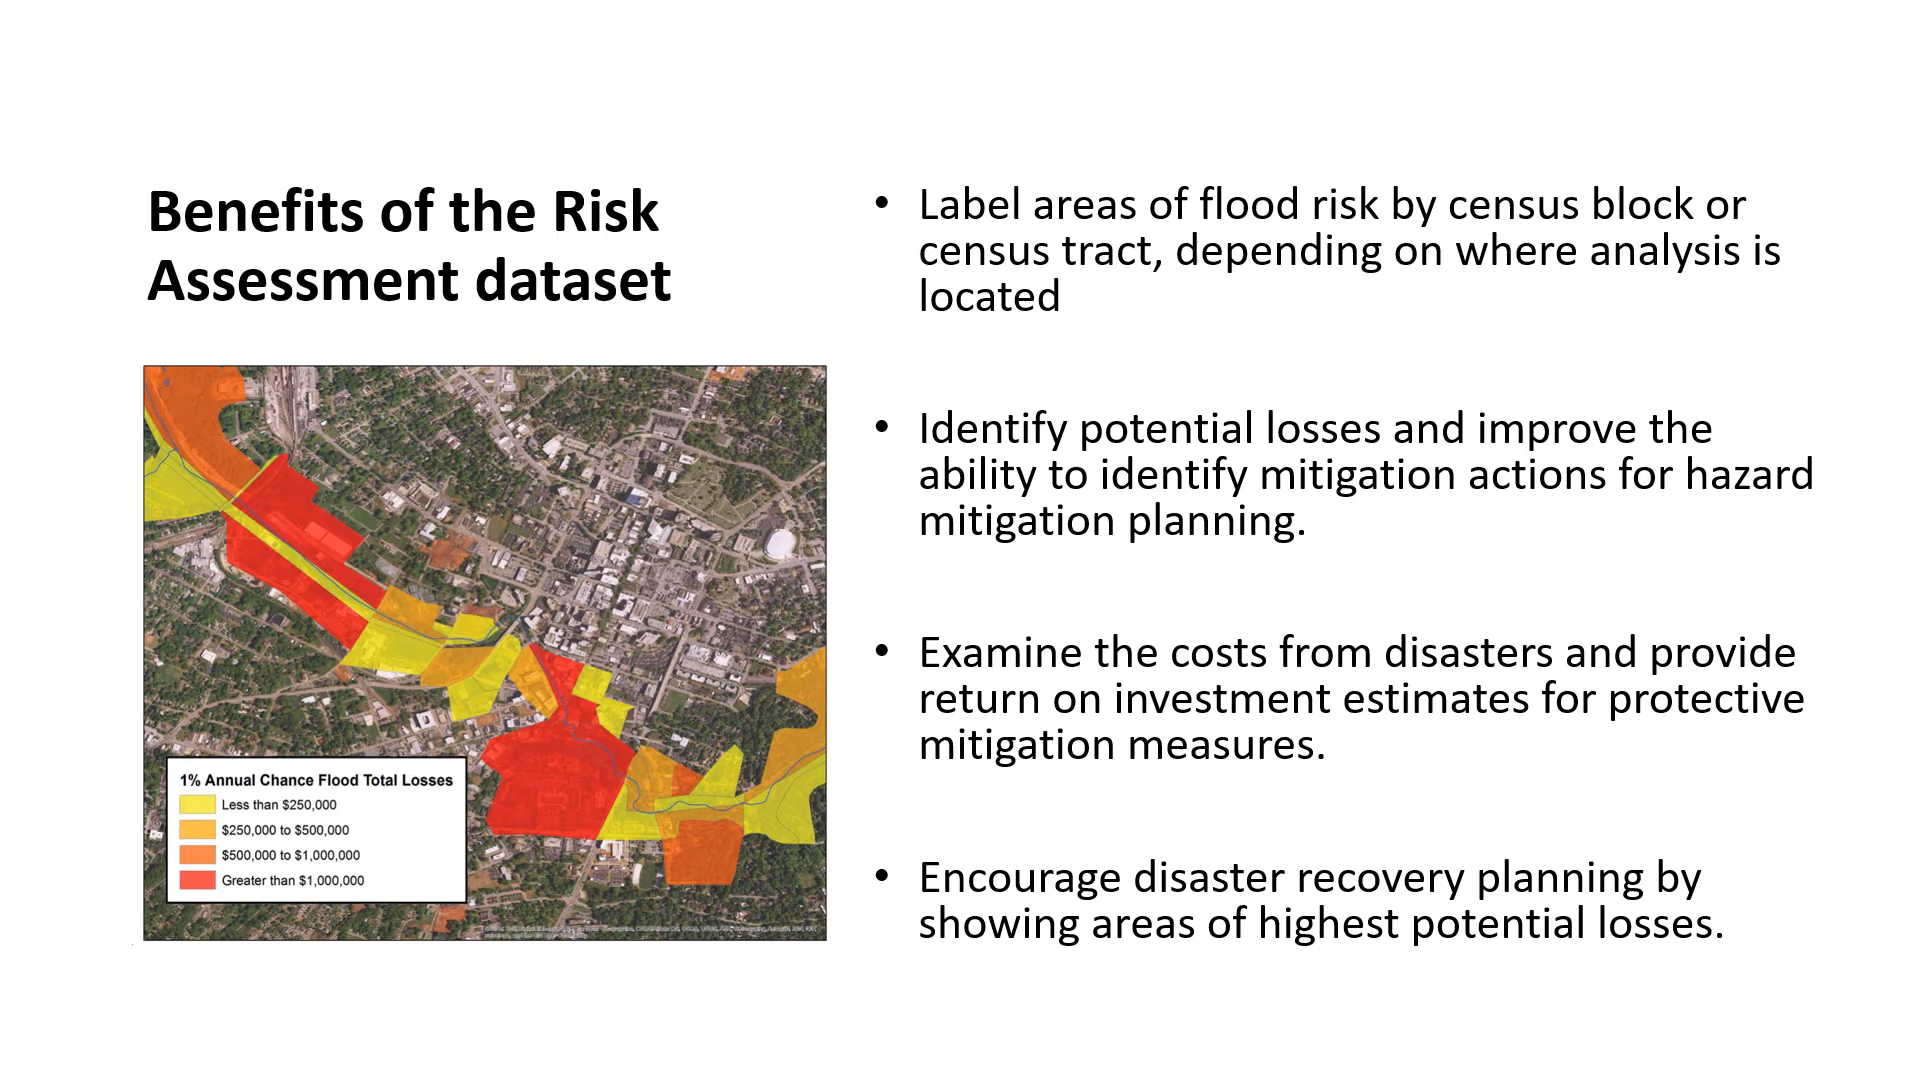 Benefits of the Risk
Assessment dataset
• Label areas of flood risk by census block or
census tract, depending on where analysis is
located
• Identify potential losses and improve the
ability to identify mitigation actions for hazard
mitigation planning.
• Examine the costs from disasters and provide
return on investment estimates for protective
mitigation measures.
• Encourage disaster recovery planning by
showing areas of highest potential losses.
1% Annual Chance Flood Total Losses
Less than $250,000
$250,000 to $500,000
$500,000 to $1,000,000
Greater than $1,000,000